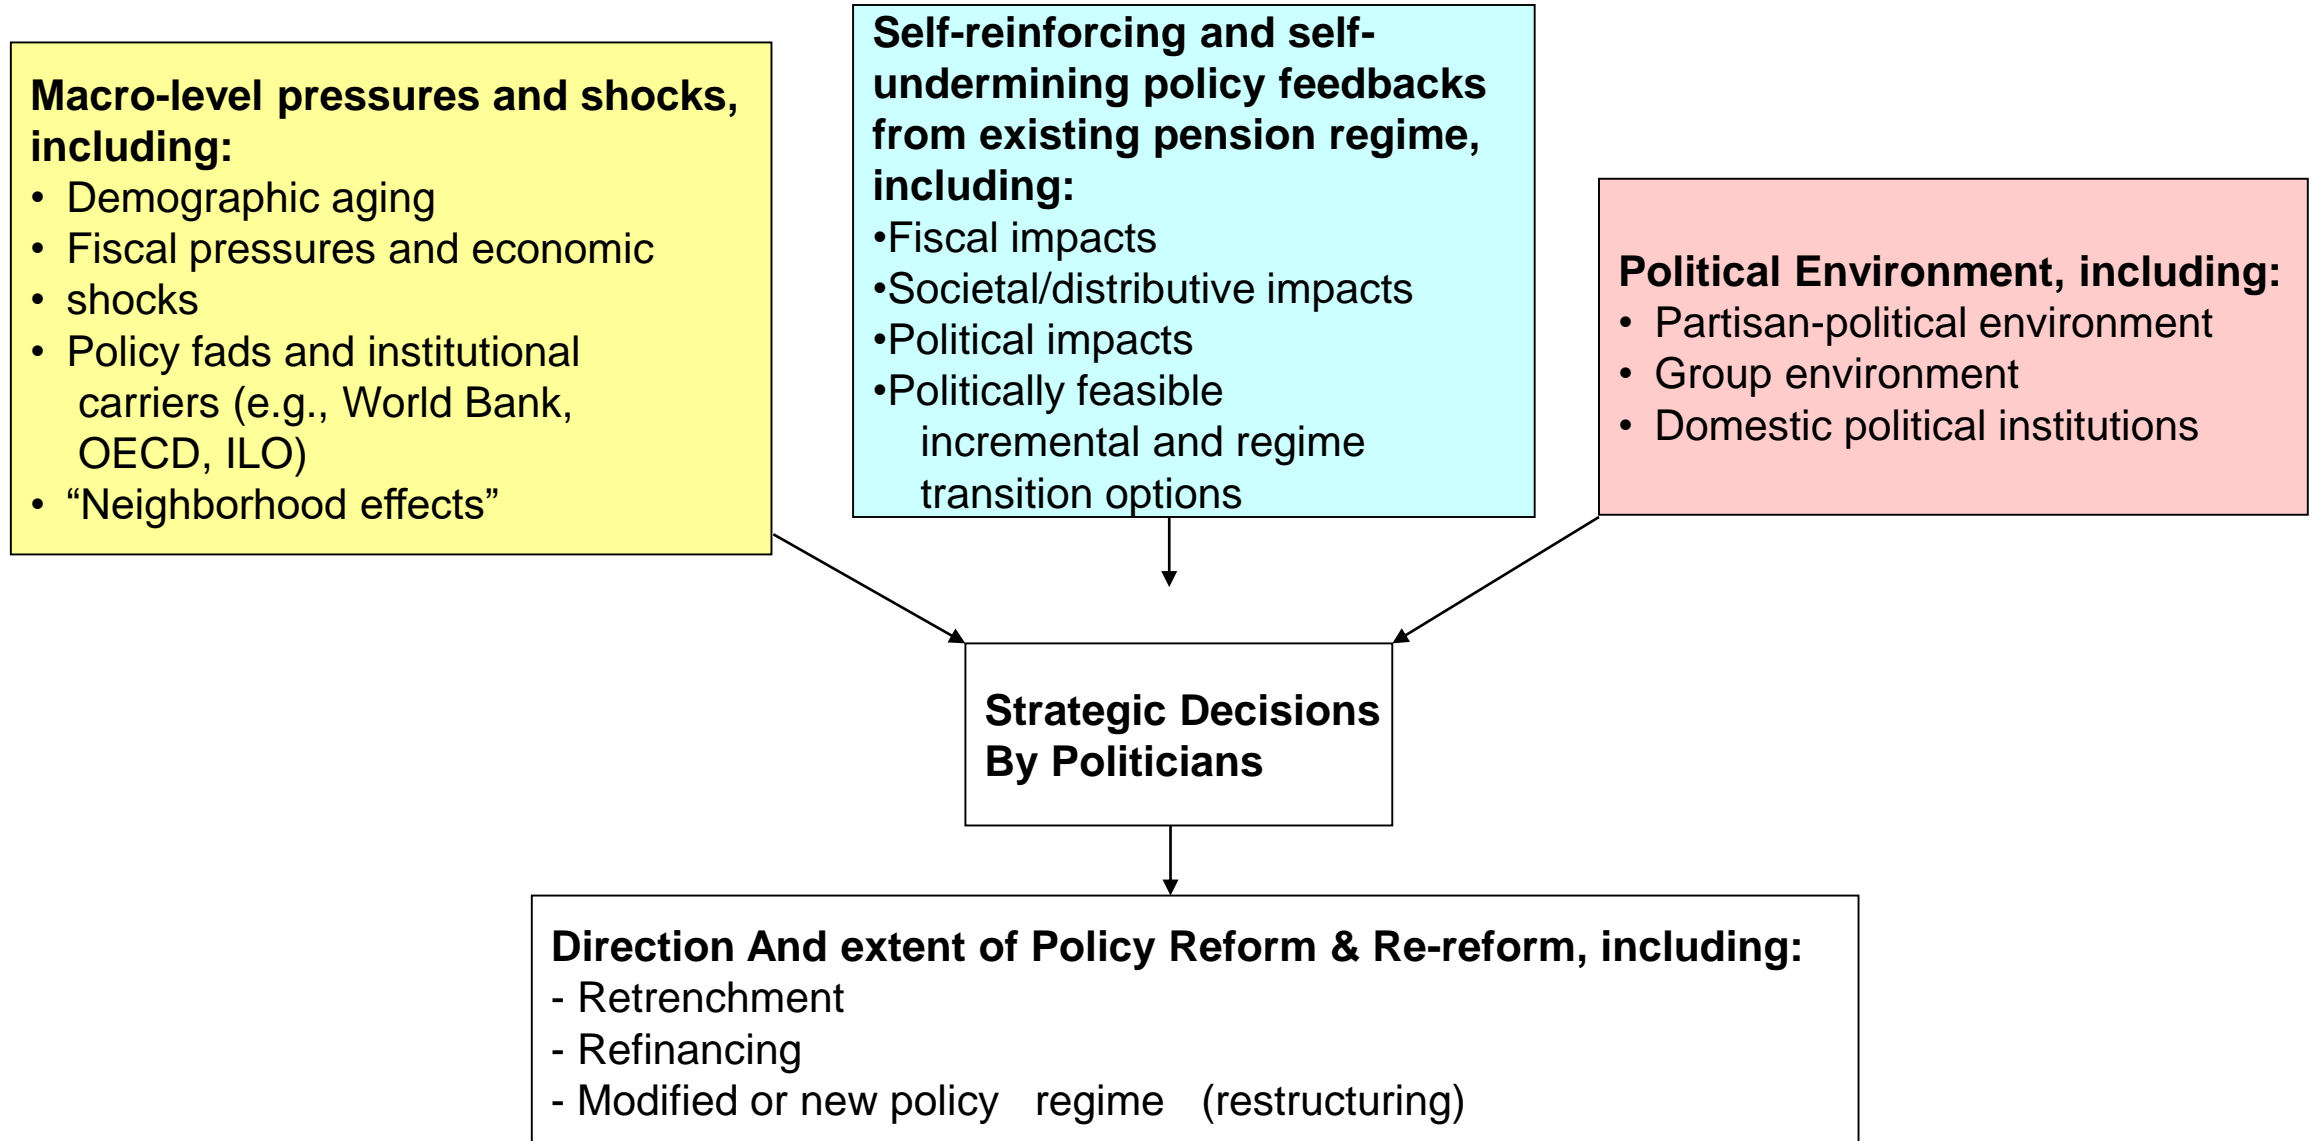 Macro-level pressures and shocks,
including:
• Demographic aging
• Fiscal pressures and economic
• shocks
• Policy fads and institutional
carriers (e.g., World Bank,
OECD, ILO)
• “Neighborhood effects”
Self-reinforcing and self-
undermining policy feedbacks
from existing pension regime,
including:
•Fiscal impacts
•Societal/distributive impacts
•Political impacts
•Politically feasible
incremental and regime
transition options
Political Environment, including:
• Partisan-political environment
• Group environment
• Domestic political institutions
Strategic Decisions
By Politicians
Direction And extent of Policy Reform & Re-reform, including:
- Retrenchment
- Refinancing
- Modified or new policy regime (restructuring)